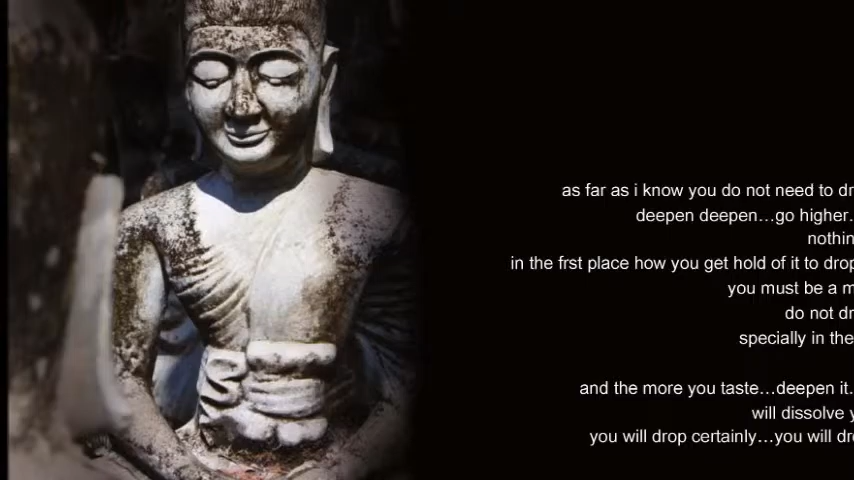 as far as i know you do not need to
deepen deepen...go higher...
in the frst place how you get hold of it to drop
you must be a
do not
specially in the
and the more you taste...deepen it...
will dissolve
you will drop certainly...you will